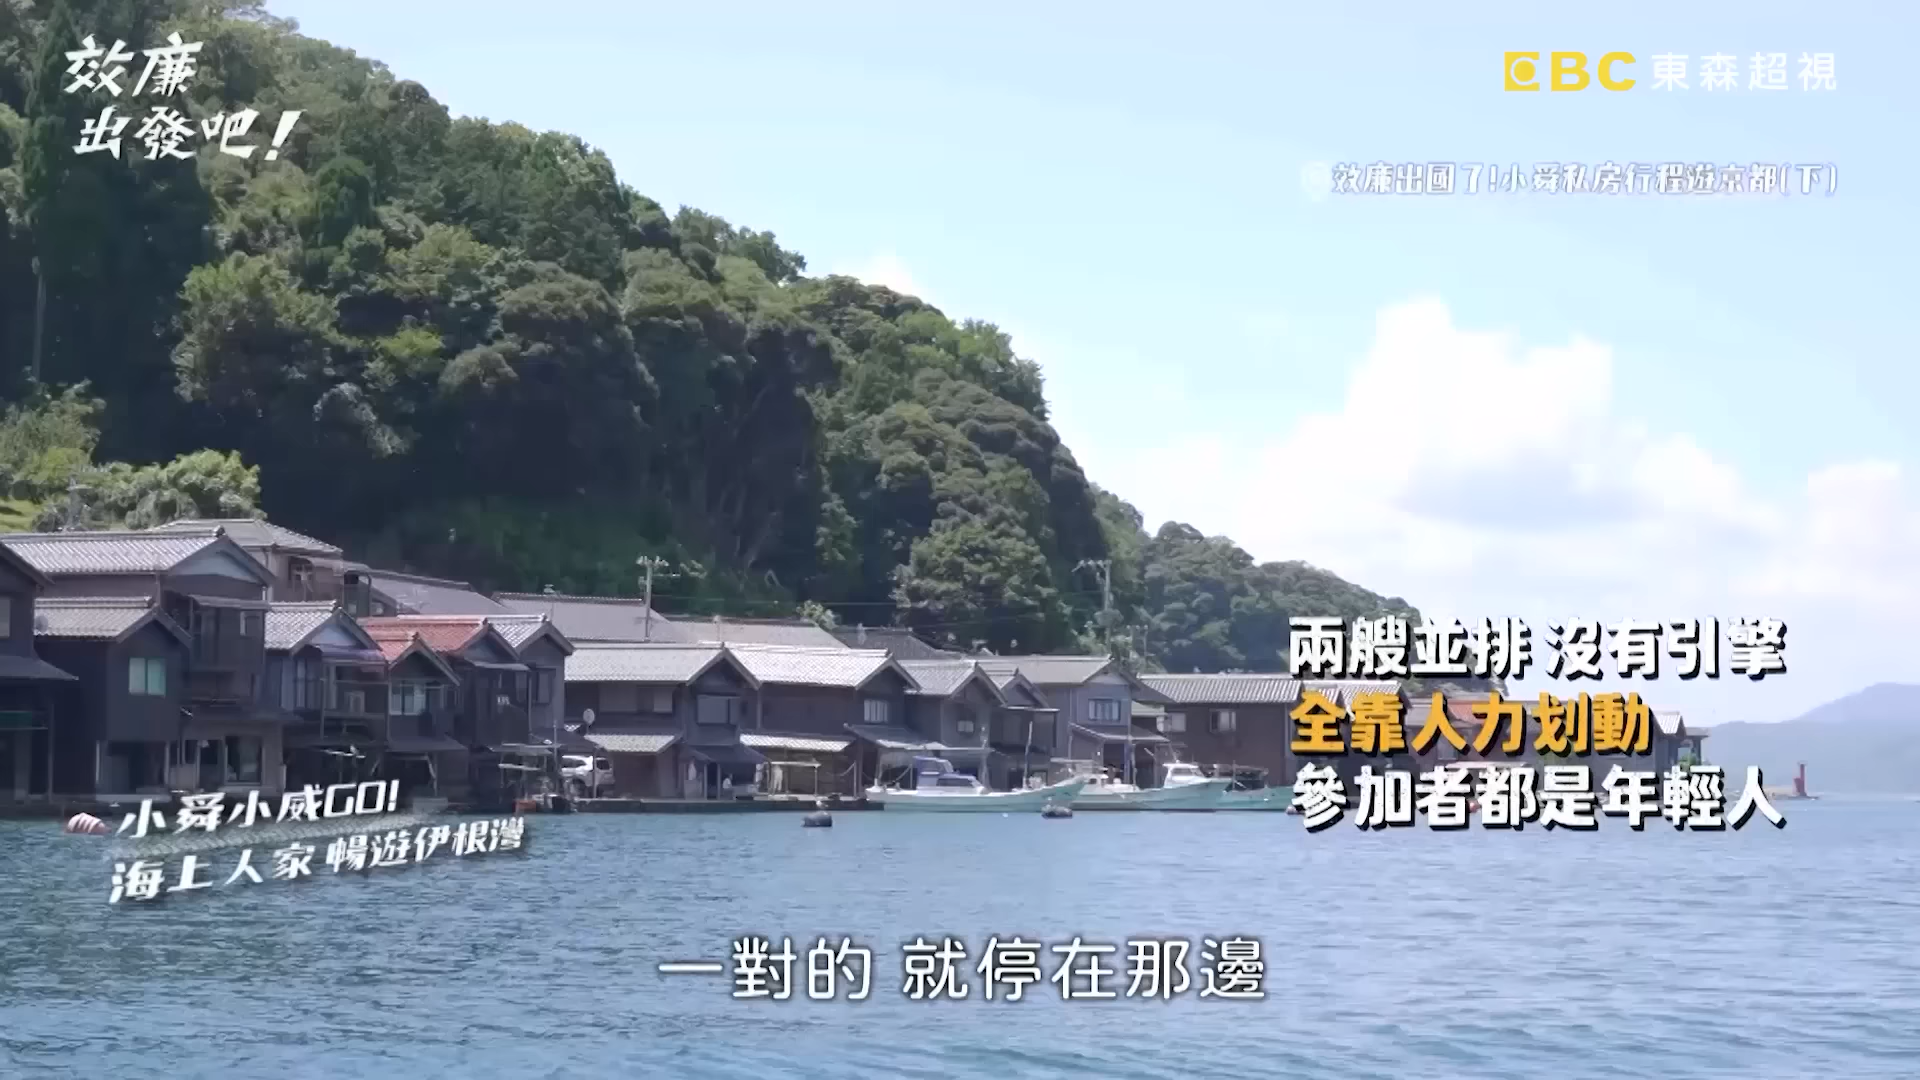 效廉
出發吧!
EBC 東森超視
效廉出國了!小舜私房行程遊京都(下)
兩艘並排 沒有引擎
全靠人力划動
參加者都是年輕人
小舜小威GO!
海上人家 暢遊伊根灣
一對的 就停在那邊